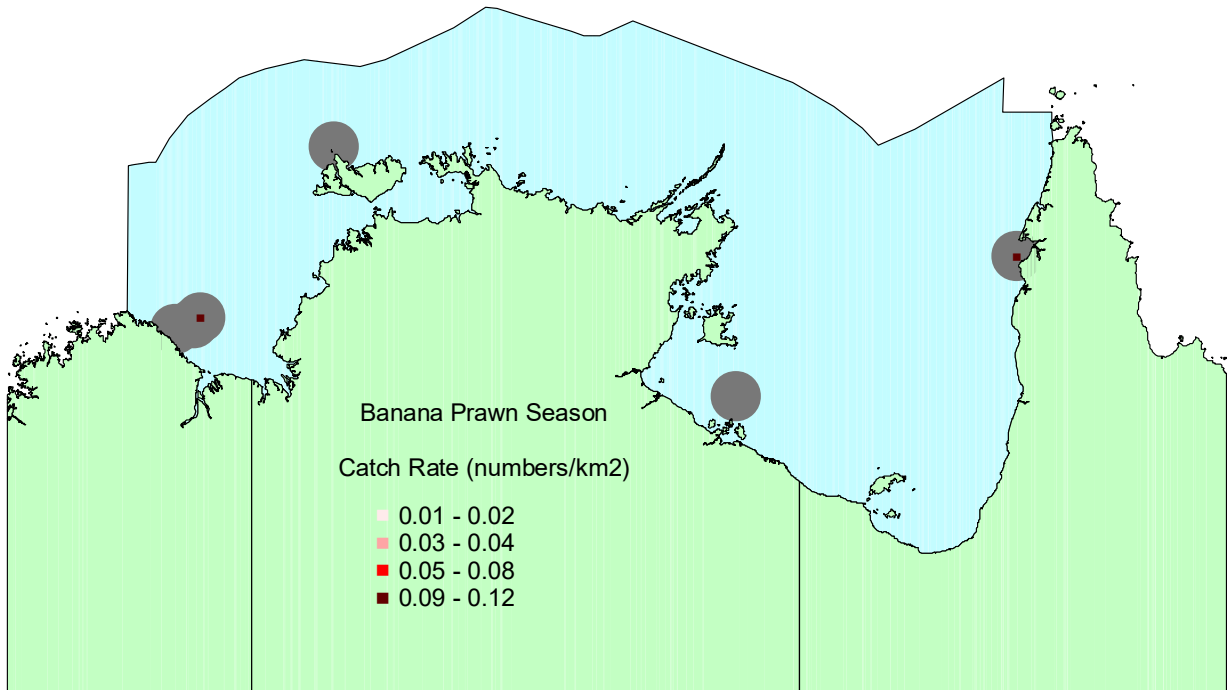 Banana Prawn Season
Catch Rate (numbers/km2)
0.01 - 0.02
0.03 - 0.04
0.05 - 0.08
0.09 - 0.12